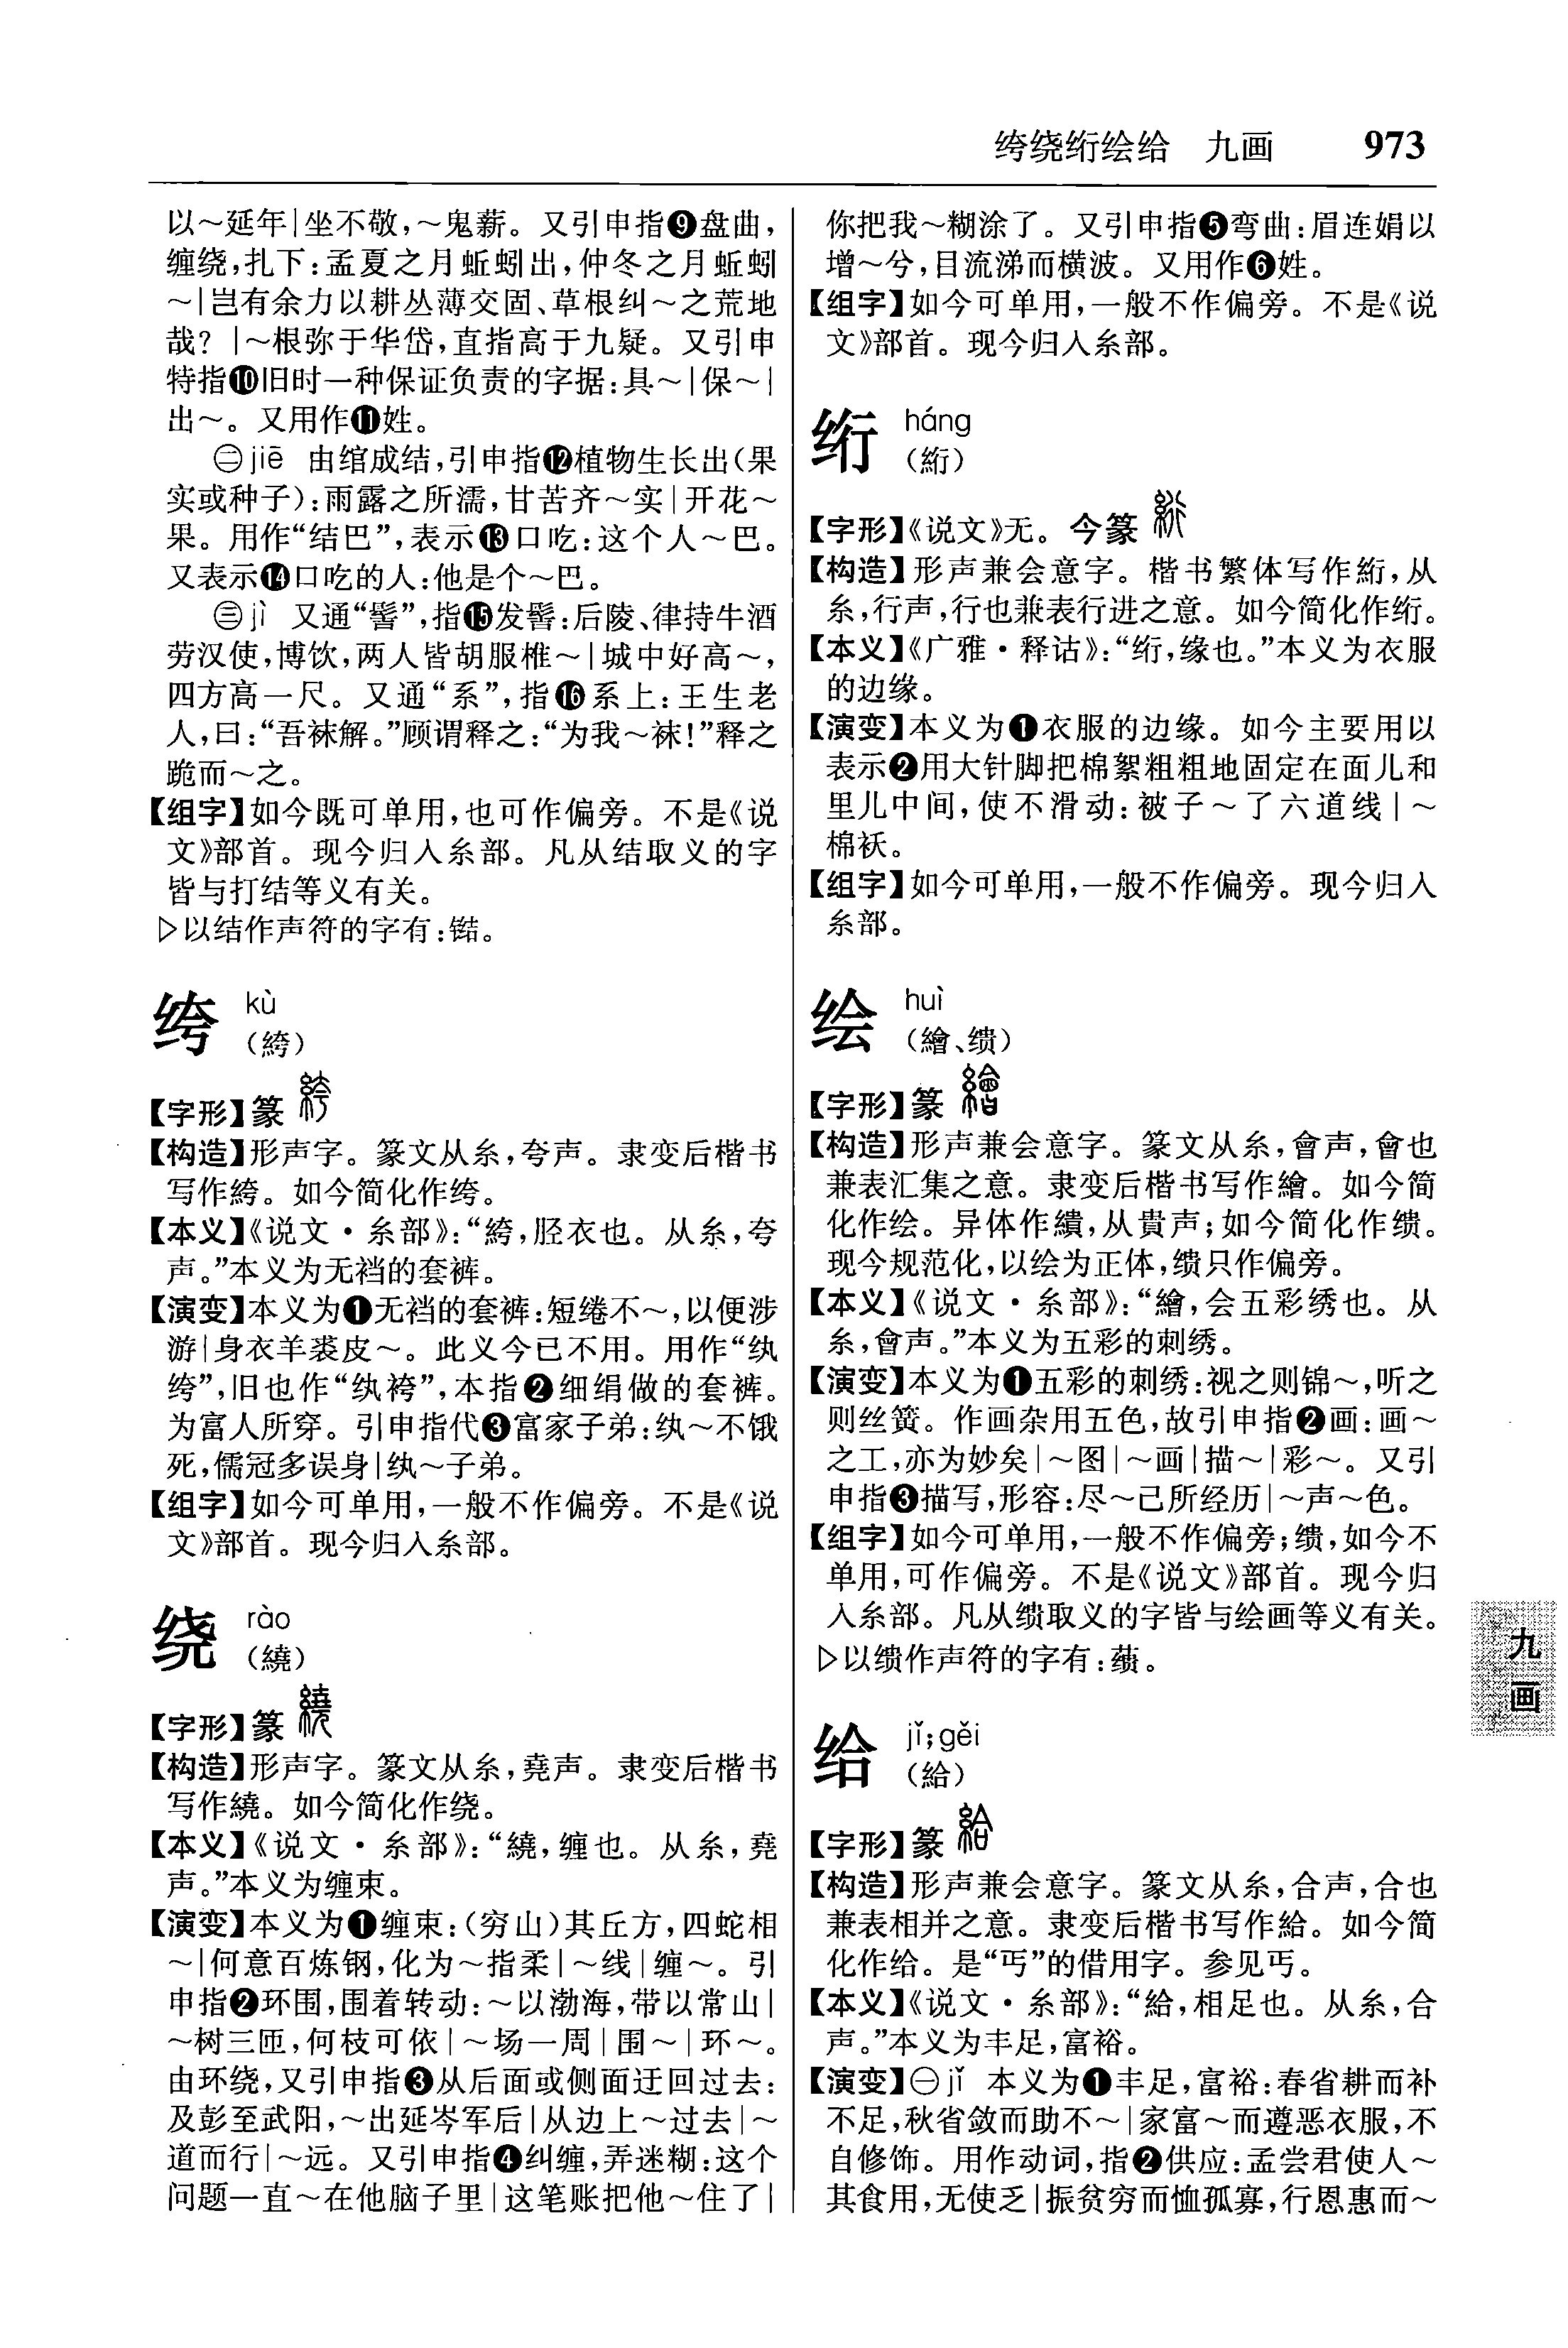 绔绕绗绘给 九画 973
以～延年|坐不敬,～鬼薪。又引申指❾盘曲,
缠绕,扎下:孟夏之月蚯蚓出,仲冬之月蚯蚓
～|岂有余力以耕丛薄交固、草根纠～之荒地
哉? |～根弥于华岱,直指高于九疑。又引申
特指❿旧时一种保证负责的字据:具～|保～|
出～。又用作⓫姓。
㊁jiē 由绾成结,引申指⓬植物生长出(果
实或种子):雨露之所濡,甘苦齐～实|开花～
果。用作“结巴”,表示⓭口吃:这个人～巴。
又表示⓮口吃的人:他是个～巴。
㊂jì 又通“髻”,指⓯发髻:后陵、律持牛酒
劳汉使,博饮,两人皆胡服椎～|城中好高～,
四方高一尺。又通“系”,指⓰系上:王生老
人,曰:“吾袜解。”顾谓释之:“为我～袜!”释之
跪而～之。
【组字】如今既可单用,也可作偏旁。不是《说
文》部首。现今归入糸部。凡从结取义的字
皆与打结等义有关。
▷以结作声符的字有:𫔍。
绔 kù
(絝)
【字形】篆
【构造】形声字。篆文从糸,夸声。隶变后楷书
写作絝。如今简化作绔。
【本义】《说文·糸部》:“絝,胫衣也。从糸,夸
声。”本义为无裆的套裤。
【演变】本义为❶无裆的套裤:短绻不～,以便涉
游|身衣羊裘皮～。此义今已不用。用作“纨
绔”,旧也作“纨袴”,本指❷细绢做的套裤。
为富人所穿。引申指代❸富家子弟:纨～不饿
死,儒冠多误身|纨～子弟。
【组字】如今可单用,一般不作偏旁。不是《说
文》部首。现今归入糸部。
绕 rào
(繞)
【字形】篆
【构造】形声字。篆文从糸,堯声。隶变后楷书
写作繞。如今简化作绕。
【本义】《说文·糸部》:“繞,缠也。从糸,堯
声。”本义为缠束。
【演变】本义为❶缠束:(穷山)其丘方,四蛇相
～|何意百炼钢,化为～指柔|～线|缠～。引
申指❷环围,围着转动:～以渤海,带以常山|
～树三匝,何枝可依|～场一周|围～|环～。
由环绕,又引申指❸从后面或侧面迂回过去:
及彭至武阳,～出延岑军后|从边上～过去|～
道而行|～远。又引申指❹纠缠,弄迷糊:这个
问题一直～在他脑子里|这笔账把他～住了|
你把我～糊涂了。又引申指❺弯曲:眉连娟以
增～兮,目流涕而横波。又用作❻姓。
【组字】如今可单用,一般不作偏旁。不是《说
文》部首。现今归入糸部。
绗 háng
(絎)
【字形】《说文》无。今篆
【构造】形声兼会意字。楷书繁体写作絎,从
糸,行声,行也兼表行进之意。如今简化作绗。
【本义】《广雅·释诂》:“绗,缘也。”本义为衣服
的边缘。
【演变】本义为❶衣服的边缘。如今主要用以
表示❷用大针脚把棉絮粗粗地固定在面儿和
里儿中间,使不滑动:被子～了六道线|～
棉袄。
【组字】如今可单用,一般不作偏旁。现今归入
糸部。
绘 huì
(繪、缋)
【字形】篆
【构造】形声兼会意字。篆文从糸,會声,會也
兼表汇集之意。隶变后楷书写作繪。如今简
化作绘。异体作繢,从貴声;如今简化作缋。
现今规范化,以绘为正体,缋只作偏旁。
【本义】《说文·糸部》:“繪,会五彩绣也。从
糸,會声。”本义为五彩的刺绣。
【演变】本义为❶五彩的刺绣:视之则锦～,听之
则丝簧。作画杂用五色,故引申指❷画:画～
之工,亦为妙矣|～图|～画|描～|彩～。又引
申指❸描写,形容:尽～己所经历|～声～色。
【组字】如今可单用,一般不作偏旁;缋,如今不
单用,可作偏旁。不是《说文》部首。现今归
入糸部。凡从缋取义的字皆与绘画等义有关。
▷以缋作声符的字有:。
给 jǐ;gěi
(給)
【字形】篆
【构造】形声兼会意字。篆文从糸,合声,合也
兼表相并之意。隶变后楷书写作給。如今简
化作给。是“丐”的借用字。参见丐。
【本义】《说文·糸部》:“給,相足也。从糸,合
声。”本义为丰足,富裕。
【演变】㊀jǐ 本义为❶丰足,富裕:春省耕而补
不足,秋省敛而助不～|家富～而遵恶衣服,不
自修饰。用作动词,指❷供应:孟尝君使人～
其食用,无使乏|振贫穷而恤孤寡,行恩惠而～
九画